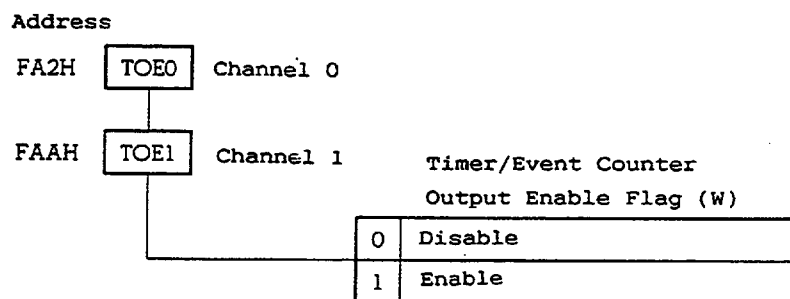 Address
FA2H TOE0 Channel 0
FAAH TOE1 Channel 1
Timer/Event Counter
Output Enable Flag (W)
0 Disable
1 Enable